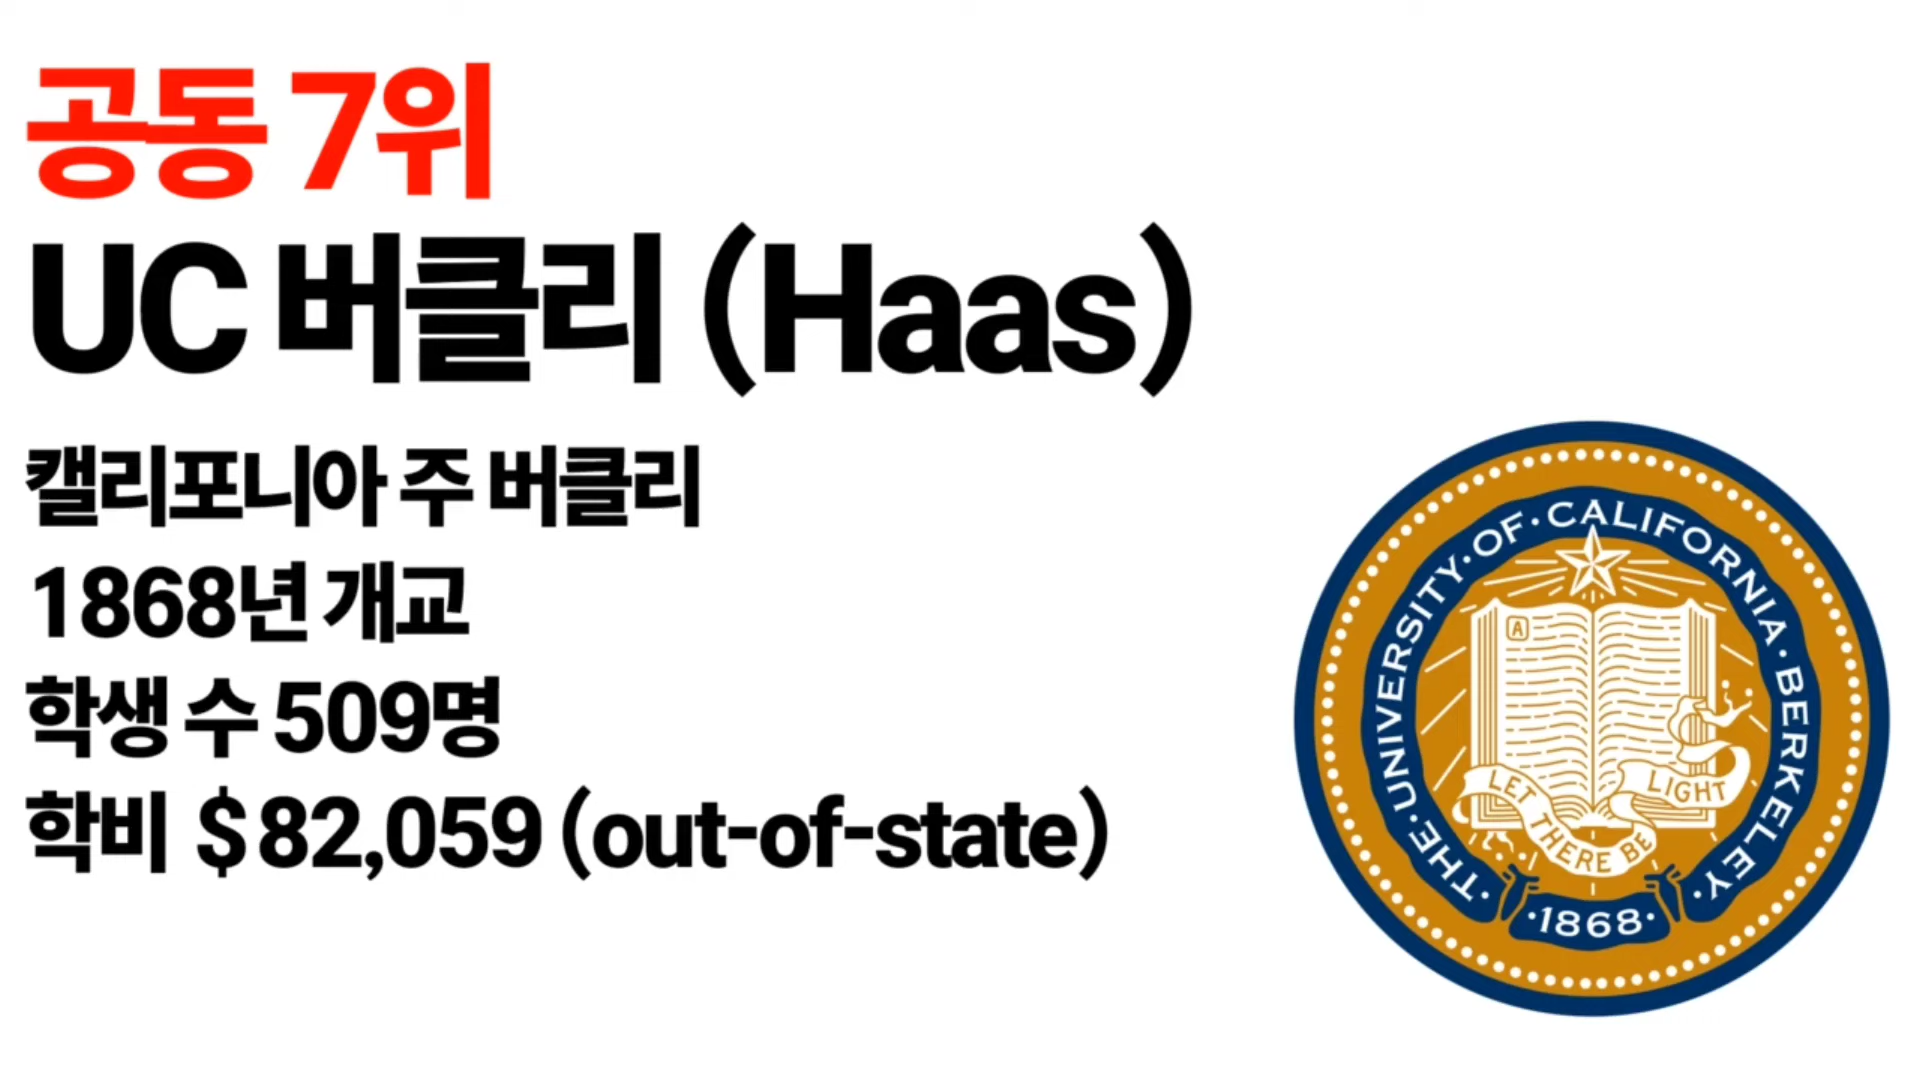 공동 7위
UC 버클리 (Haas)
캘리포니아 주 버클리
1868년 개교
학생 수 509명
학비 $82,059 (out-of-state)
·THE·UNIVERSITY·OF·CALIFORNIA·BERKELEY·
A
LET THERE BE LIGHT
·1868·